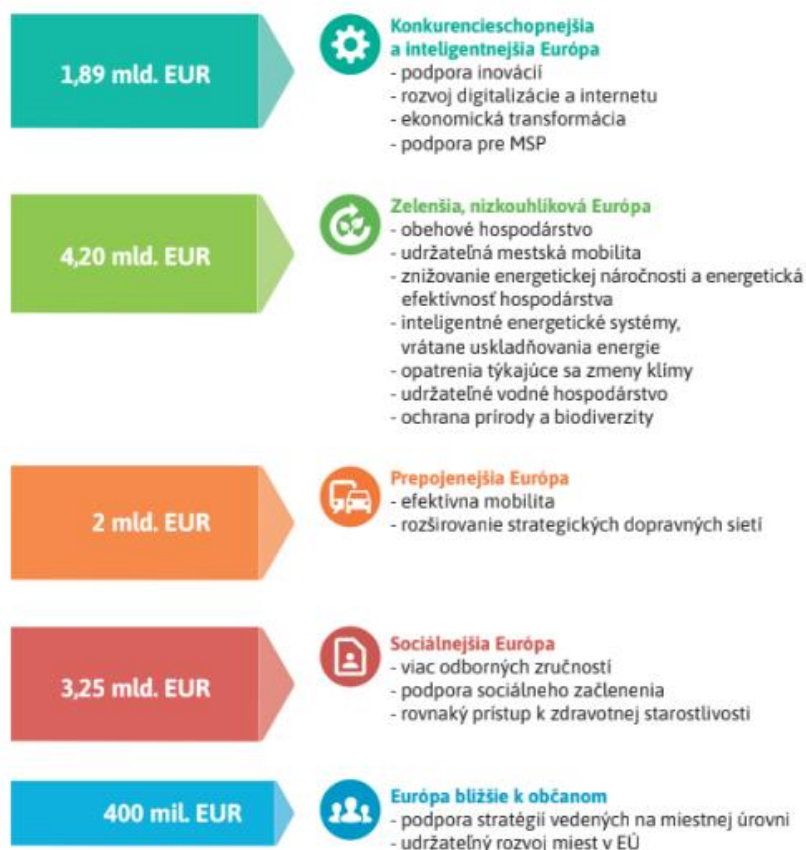 1,89 mld. EUR
Konkurencieschopnejšia
a inteligentnejšia Európa
- podpora inovácií
- rozvoj digitalizácie a internetu
- ekonomická transformácia
- podpora pre MSP
4,20 mld. EUR
Zelenšia, nízkouhlíková Európa
- obehové hospodárstvo
- udržateľná mestská mobilita
- znižovanie energetickej náročnosti a energetická
efektívnosť hospodárstva
- inteligentné energetické systémy,
vrátane uskladňovania energie
- opatrenia týkajúce sa zmeny klímy
- udržateľné vodné hospodárstvo
- ochrana prírody a biodiverzity
2 mld. EUR
Prepojenejšia Európa
- efektívna mobilita
- rozširovanie strategických dopravných sietí
3,25 mld. EUR
Sociálnejšia Európa
- viac odborných zručností
- podpora sociálneho začlenenia
- rovnaký prístup k zdravotnej starostlivosti
400 mil. EUR
Európa bližšie k občanom
- podpora stratégií vedených na miestnej úrovni
- udržateľný rozvoj miest v EÚ